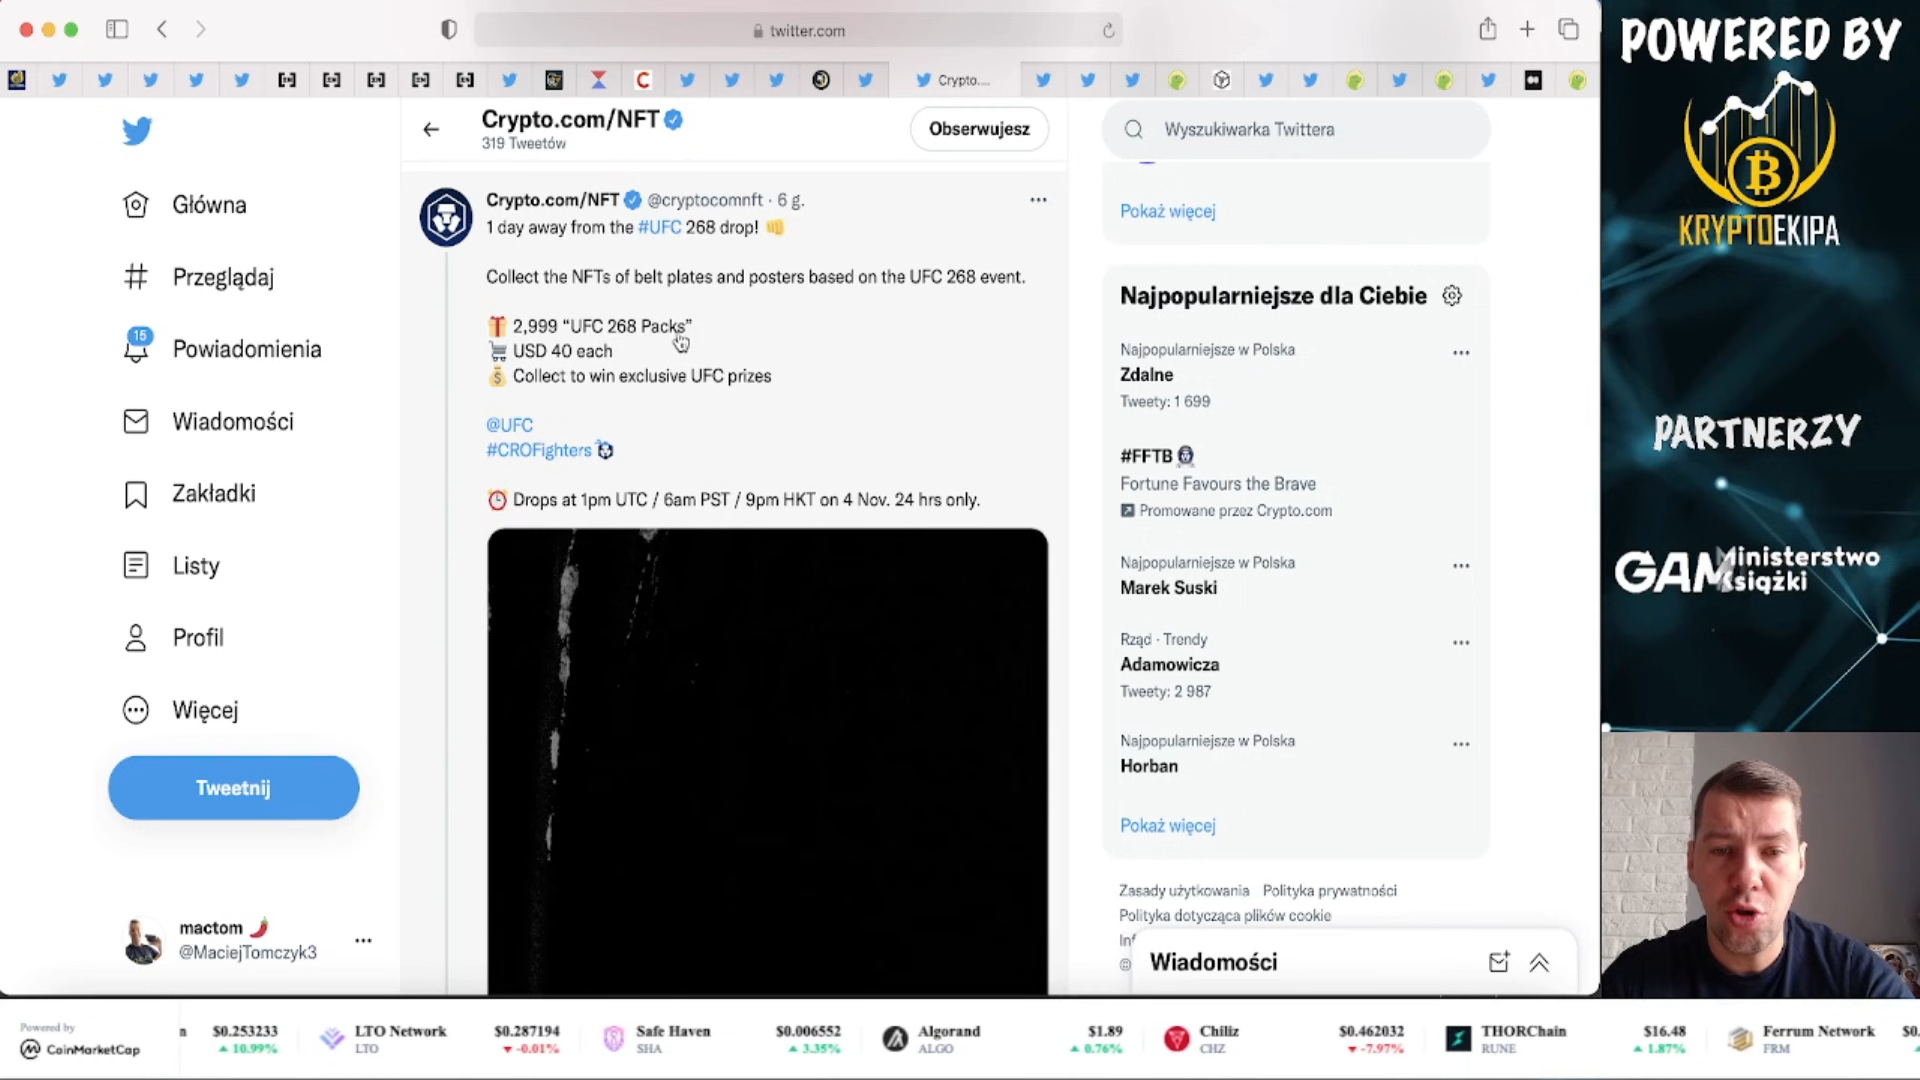 twitter.com
Crypto....
Crypto.com/NFT
319 Tweetów
Obserwujesz
Wyszukiwarka Twittera
Główna
Przeglądaj
15
Powiadomienia
Wiadomości
Zakładki
Listy
Profil
Więcej
Tweetnij
mactom
@MaciejTomczyk3
Crypto.com/NFT @cryptocomnft · 6 g.
1 day away from the #UFC 268 drop!
Collect the NFTs of belt plates and posters based on the UFC 268 event.
2,999 “UFC 268 Packs”
USD 40 each
Collect to win exclusive UFC prizes
@UFC
#CROFighters
Drops at 1pm UTC / 6am PST / 9pm HKT on 4 Nov. 24 hrs only.
Pokaż więcej
Najpopularniejsze dla Ciebie
Najpopularniejsze w Polska
Zdalne
Tweety: 1 699
#FFTB
Fortune Favours the Brave
Promowane przez Crypto.com
Najpopularniejsze w Polska
Marek Suski
Rząd · Trendy
Adamowicza
Tweety: 2 987
Najpopularniejsze w Polska
Horban
Pokaż więcej
Zasady użytkowania Polityka prywatności
Polityka dotycząca plików cookie
Wiadomości
POWERED BY
KRYPTOEKIPA
PARTNERZY
GAM
Ministerstwo
Książki
Powered by
CoinMarketCap
n
$0.253233
10.99%
LTO Network
LTO
$0.287194
-0.01%
Safe Haven
SHA
$0.006552
3.35%
Algorand
ALGO
$1.89
0.76%
Chiliz
CHZ
$0.462032
-7.97%
THORChain
RUNE
$16.48
1.87%
Ferrum Network
FRM
$0.